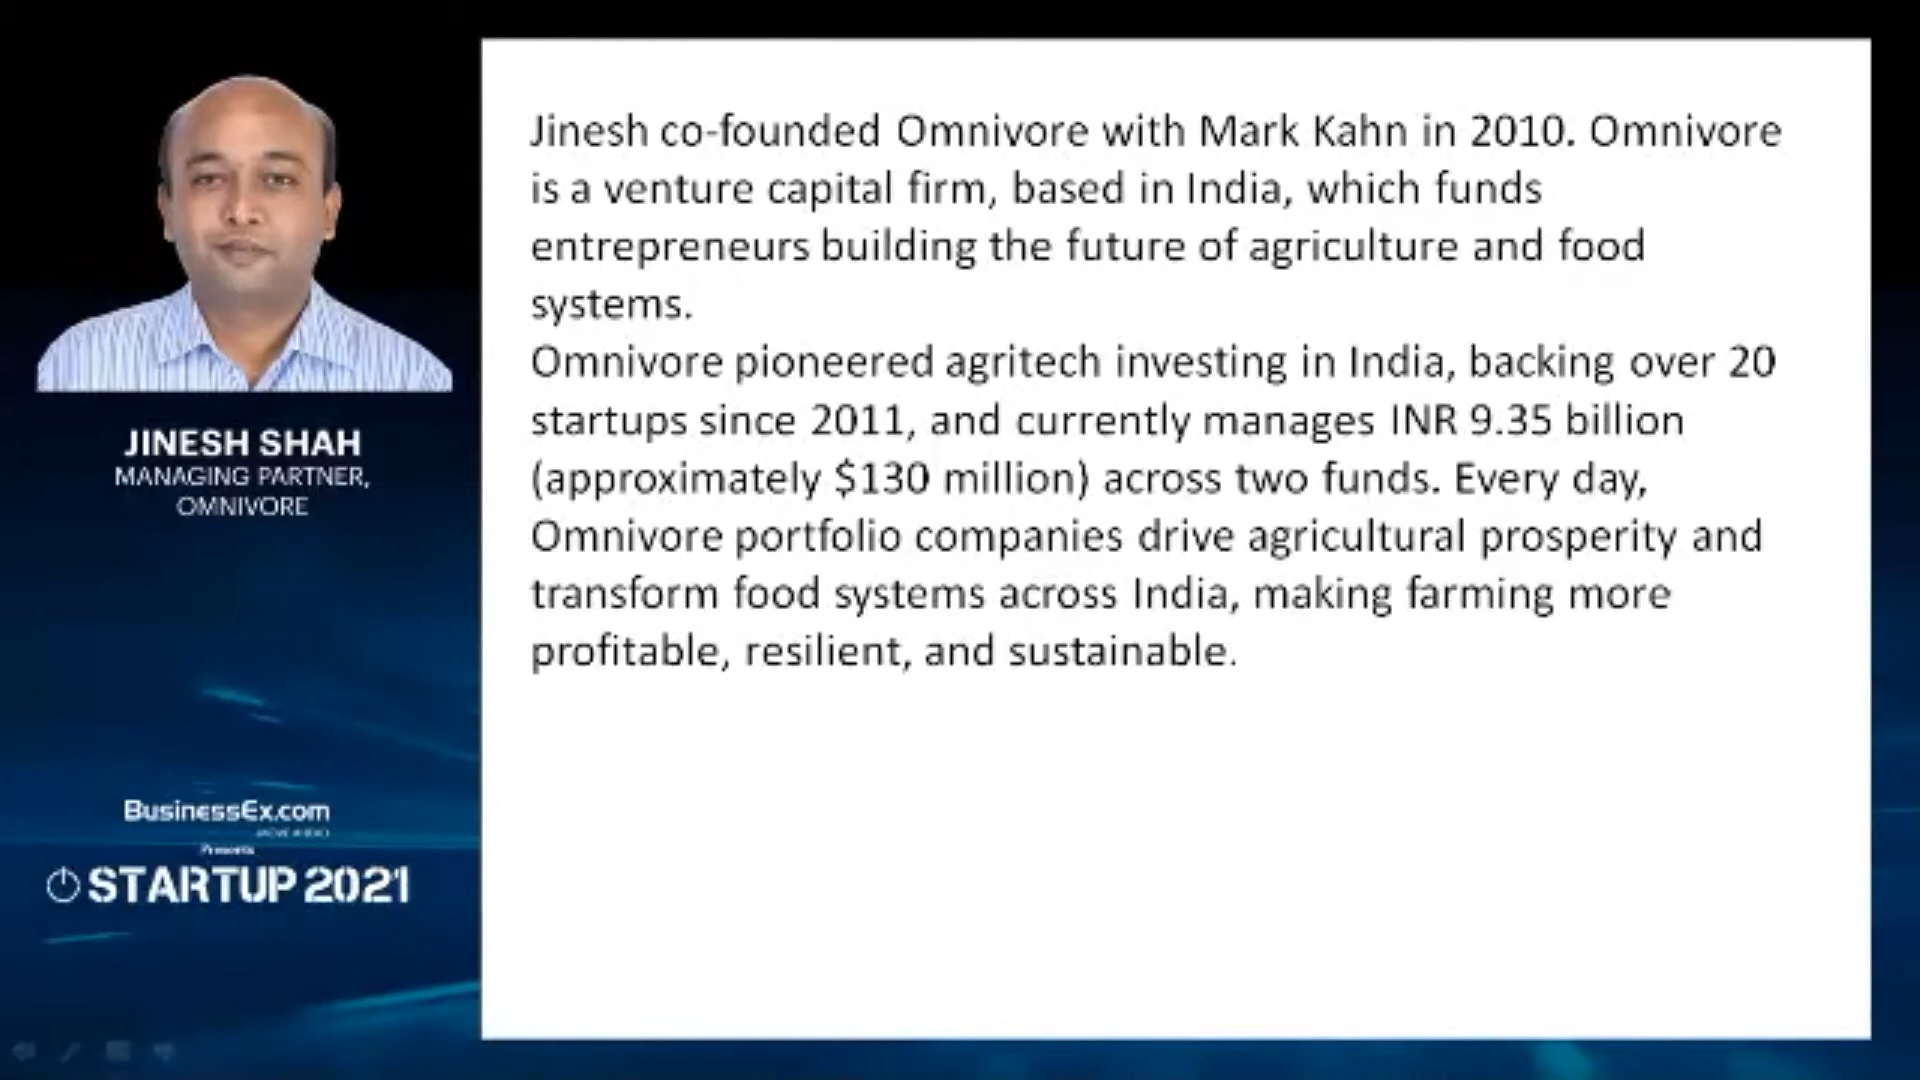 JINESH SHAH
MANAGING PARTNER,
OMNIVORE
BusinessEx.com
Presents
STARTUP 2021
Jinesh co-founded Omnivore with Mark Kahn in 2010. Omnivore
is a venture capital firm, based in India, which funds
entrepreneurs building the future of agriculture and food
systems.
Omnivore pioneered agritech investing in India, backing over 20
startups since 2011, and currently manages INR 9.35 billion
(approximately $130 million) across two funds. Every day,
Omnivore portfolio companies drive agricultural prosperity and
transform food systems across India, making farming more
profitable, resilient, and sustainable.